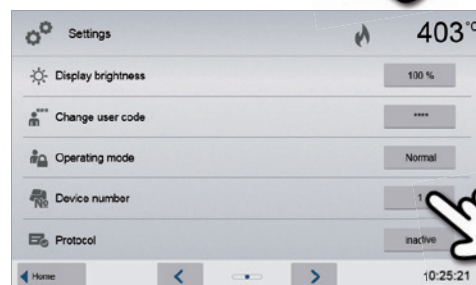 Settings 403 °C
Display brightness 100 %
Change user code ****
Operating mode Normal
Device number 1
Protocol inactive
Home 10:25:21